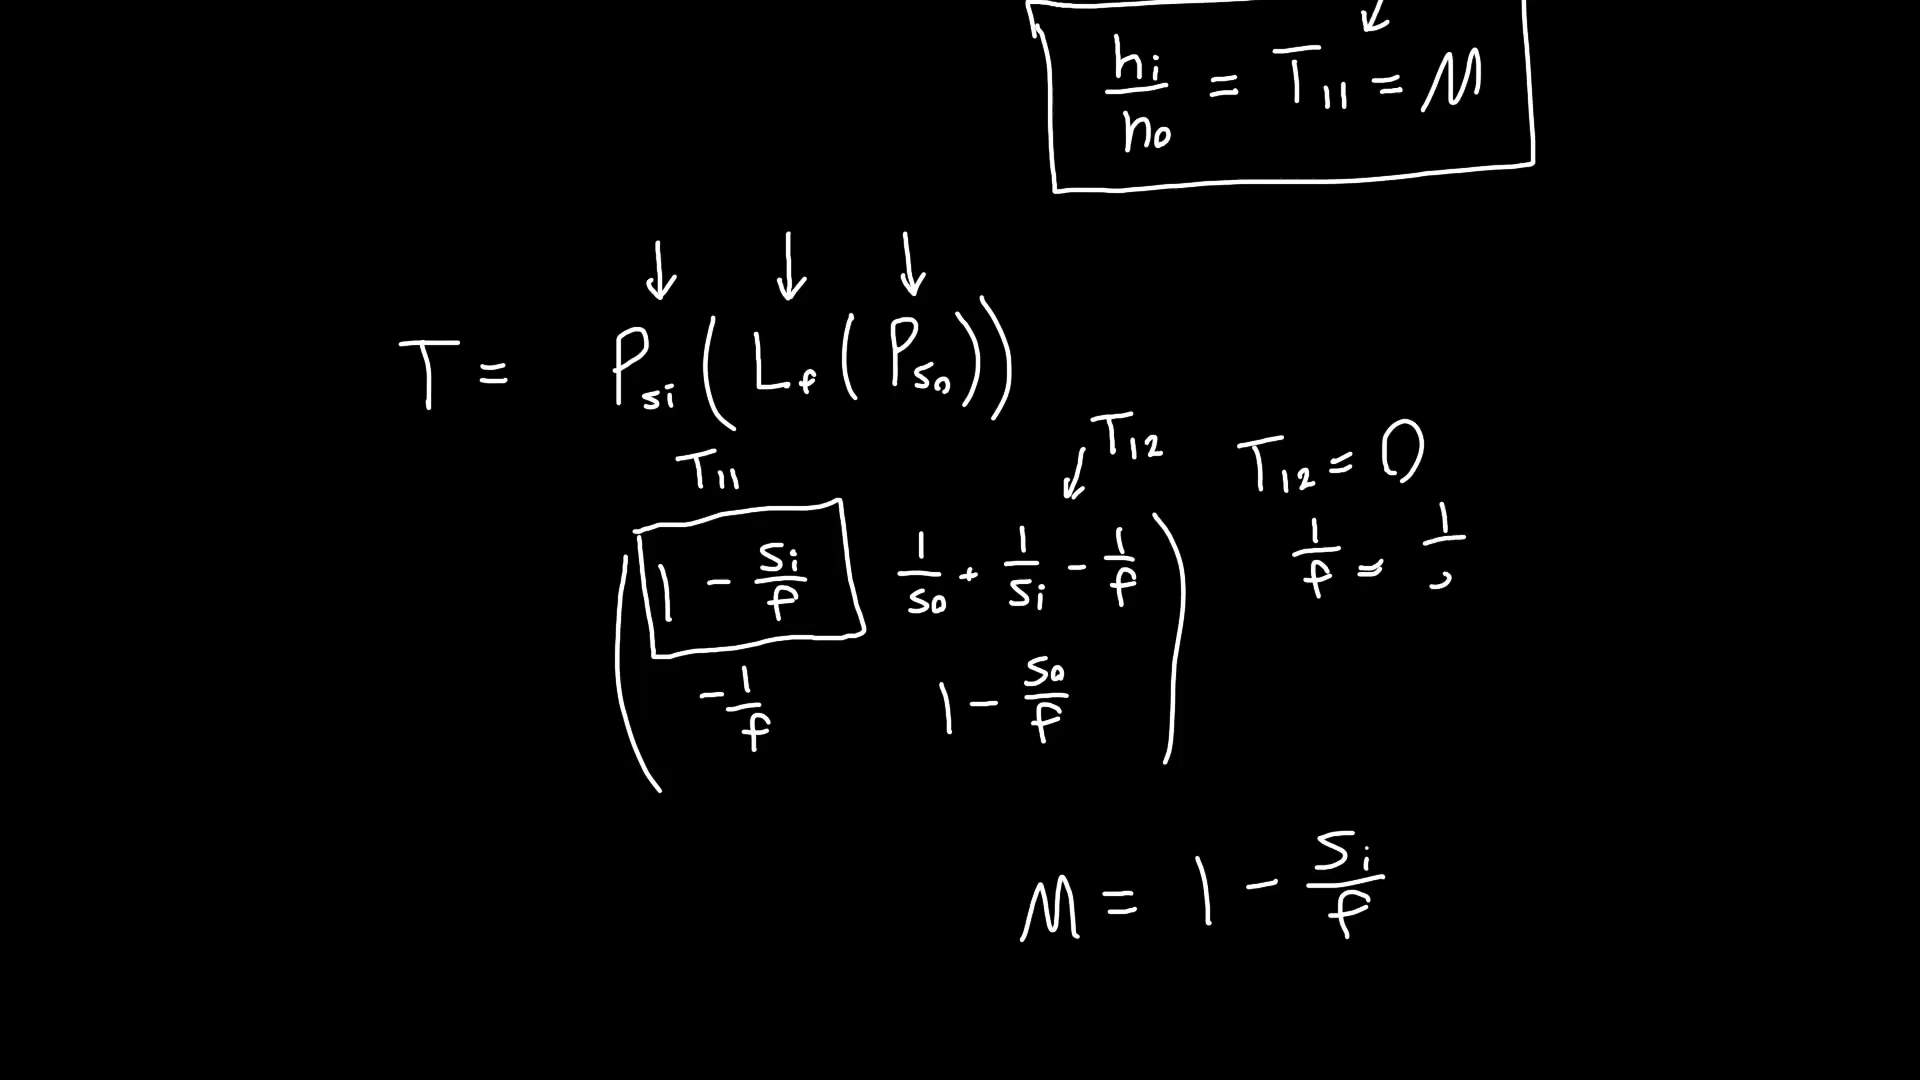 hi/ho = T11 = M
T = Psi(Lf(Pso))
T11
T12
T12 = 0
1 - si/f   1/so + 1/si - 1/f
1/f = 1/
-1/f   1 - so/f
M = 1 - si/f